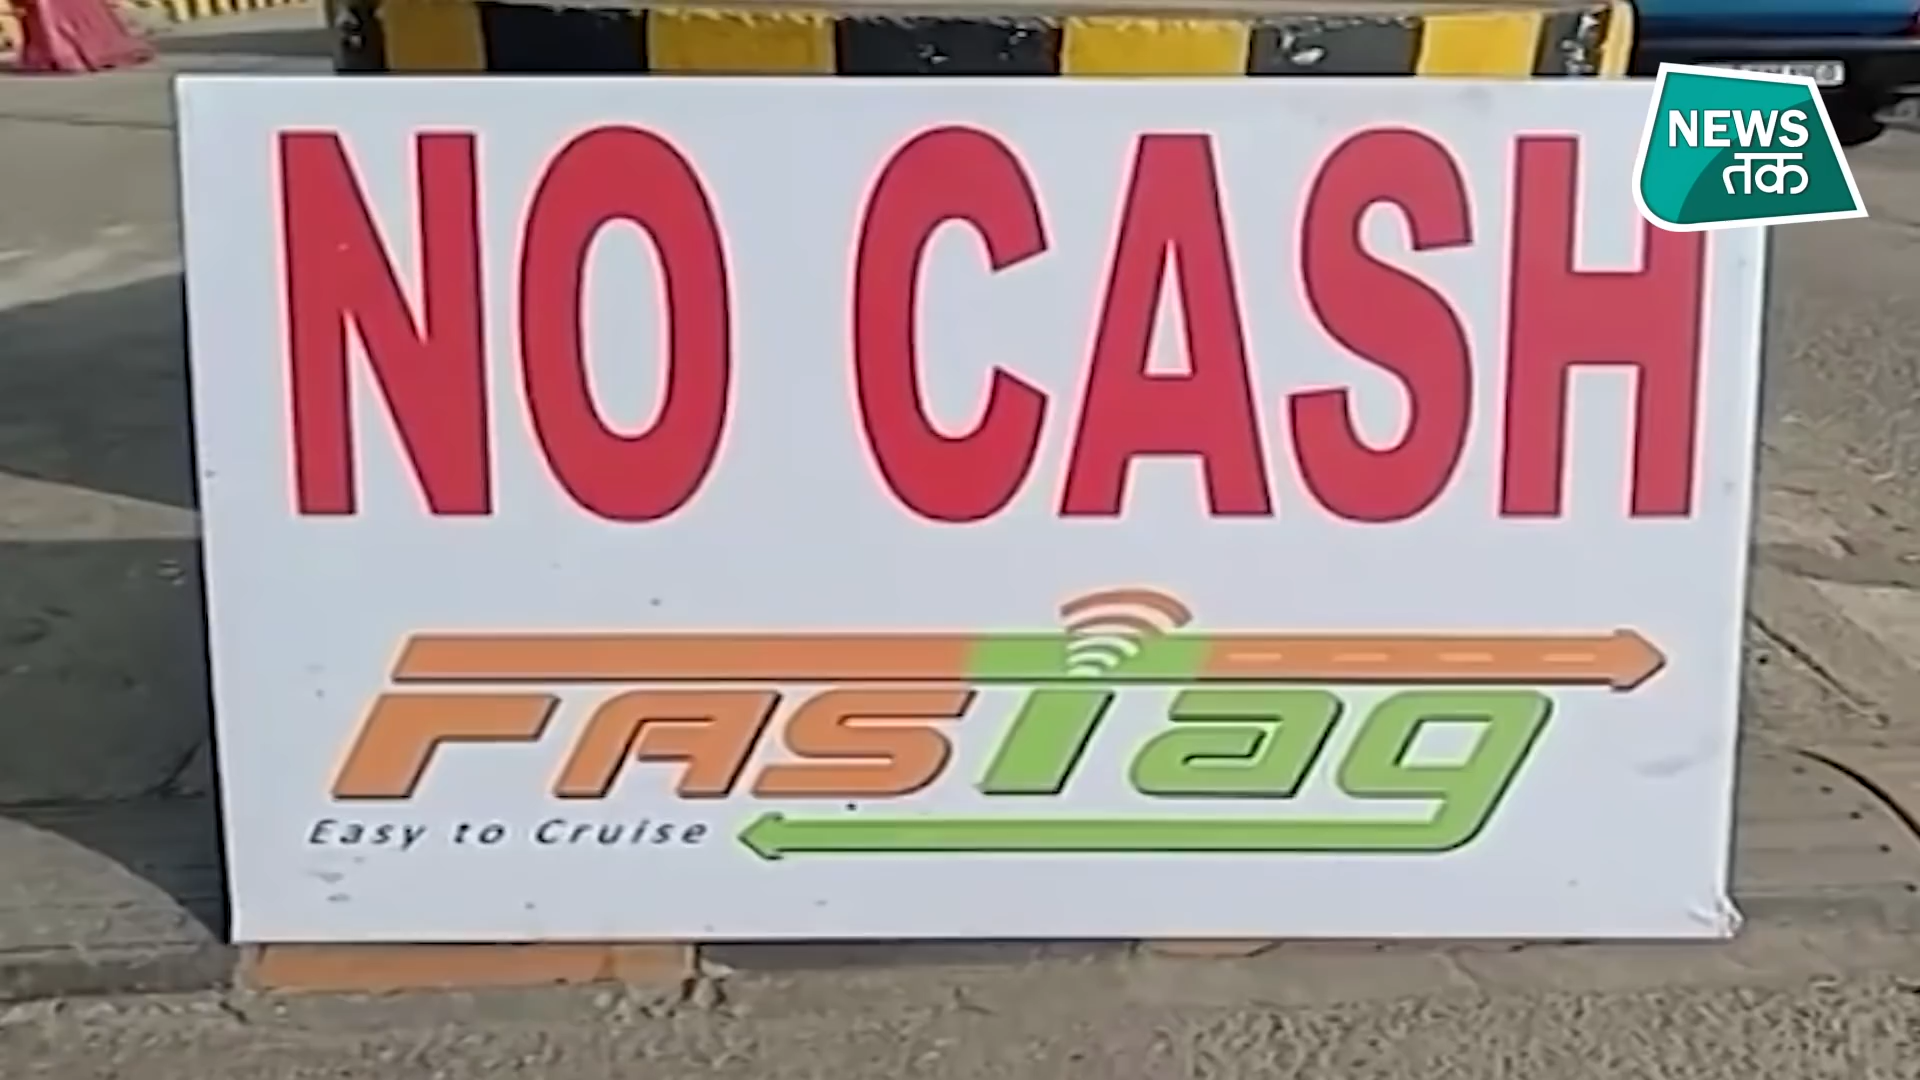 NO CASH
NEWS
तक
FASTag
Easy to Cruise